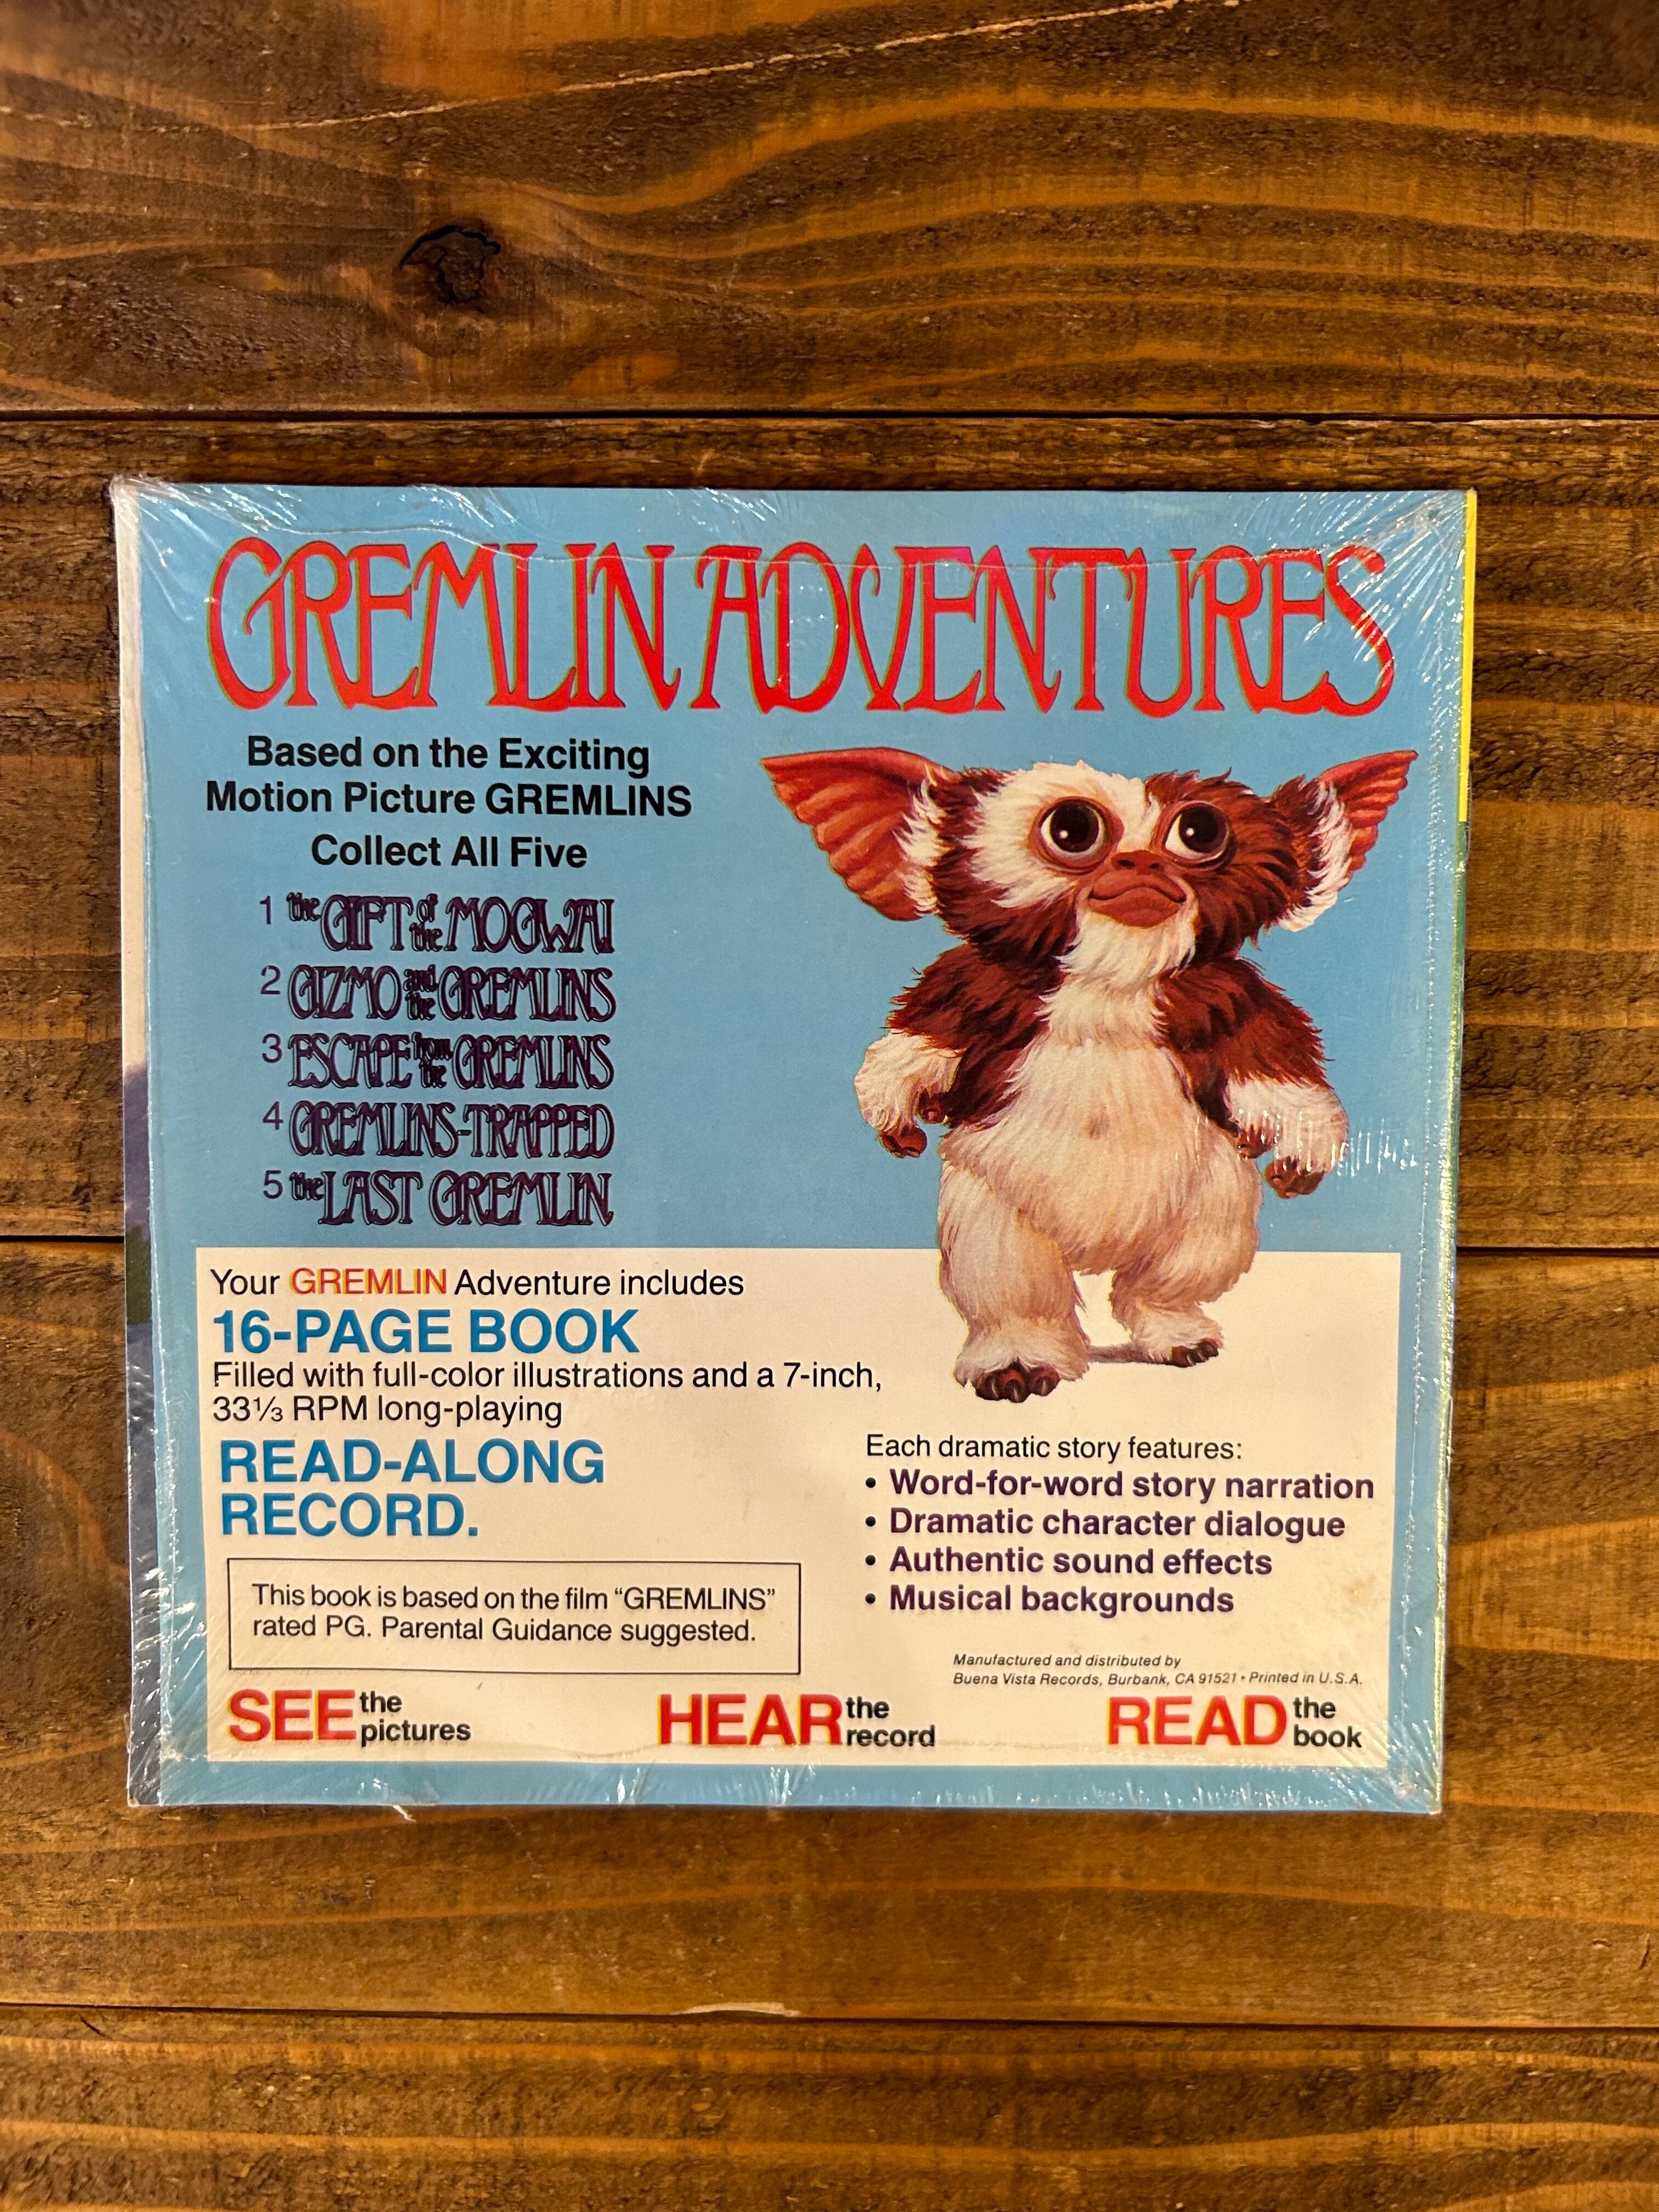 GREMLIN ADVENTURES
Based on the Exciting
Motion Picture GREMLINS
Collect All Five
1 the GIFT of the MOGWAI
2 GIZMO and the GREMLINS
3 ESCAPE from the GREMLINS
4 GREMLINS-TRAPPED
5 the LAST GREMLIN
Your GREMLIN Adventure includes
16-PAGE BOOK
Filled with full-color illustrations and a 7-inch,
33⅓ RPM long-playing
READ-ALONG
RECORD.
This book is based on the film “GREMLINS”
rated PG. Parental Guidance suggested.
Each dramatic story features:
• Word-for-word story narration
• Dramatic character dialogue
• Authentic sound effects
• Musical backgrounds
Manufactured and distributed by
Buena Vista Records, Burbank, CA 91521 • Printed in U.S.A.
SEE the pictures
HEAR the record
READ the book